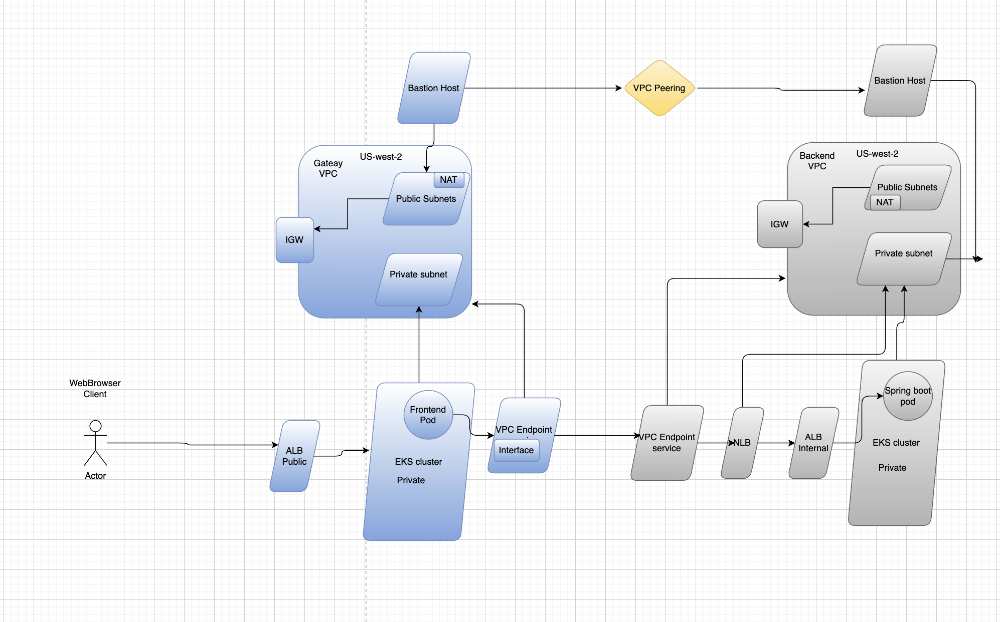 Bastion Host
VPC Peering
Bastion Host
US-west-2
Gateay
VPC
NAT
Public Subnets
IGW
Private subnet
Backend
VPC
US-west-2
Public Subnets
NAT
IGW
Private subnet
WebBrowser
Client
Actor
ALB
Public
Frontend
Pod
EKS cluster
Private
VPC Endpoint
Interface
VPC Endpoint
service
NLB
ALB
Internal
Spring boot
pod
EKS cluster
Private